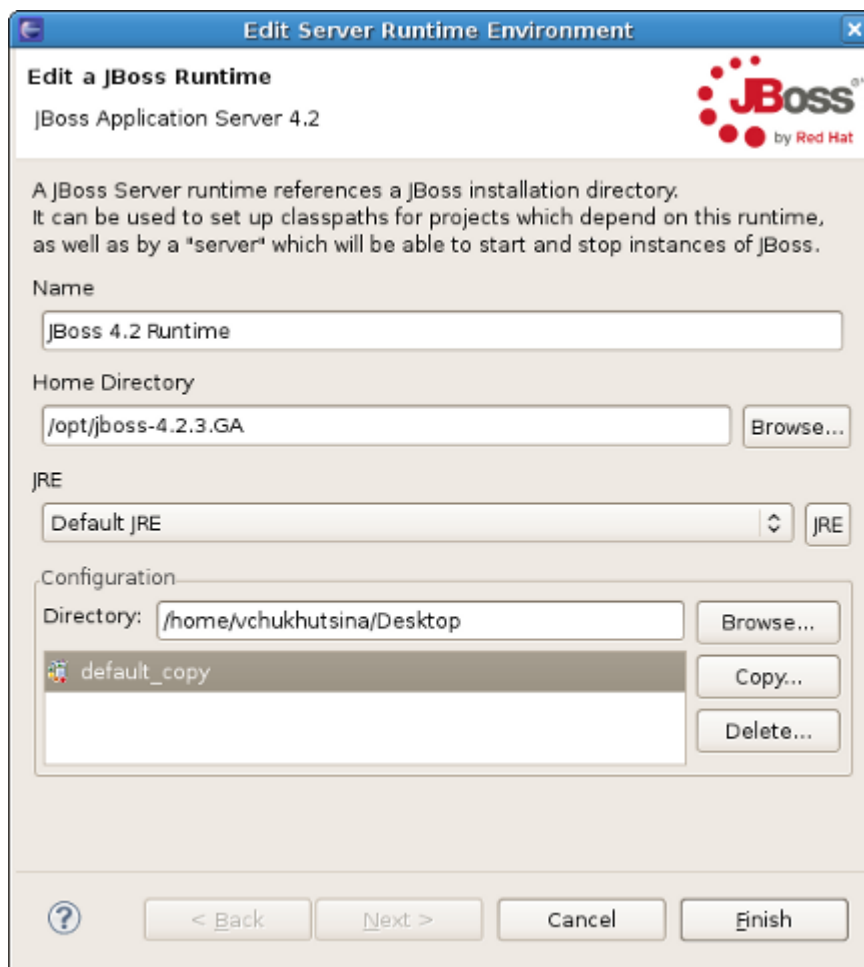 Edit Server Runtime Environment
Edit a JBoss Runtime
JBoss Application Server 4.2
JBoss
by Red Hat
A JBoss Server runtime references a JBoss installation directory.
It can be used to set up classpaths for projects which depend on this runtime,
as well as by a "server" which will be able to start and stop instances of JBoss.
Name
JBoss 4.2 Runtime
Home Directory
/opt/jboss-4.2.3.GA Browse...
JRE
Default JRE JRE
Configuration
Directory: /home/vchukhutsina/Desktop Browse...
default_copy Copy...
Delete...
? < Back Next > Cancel Finish